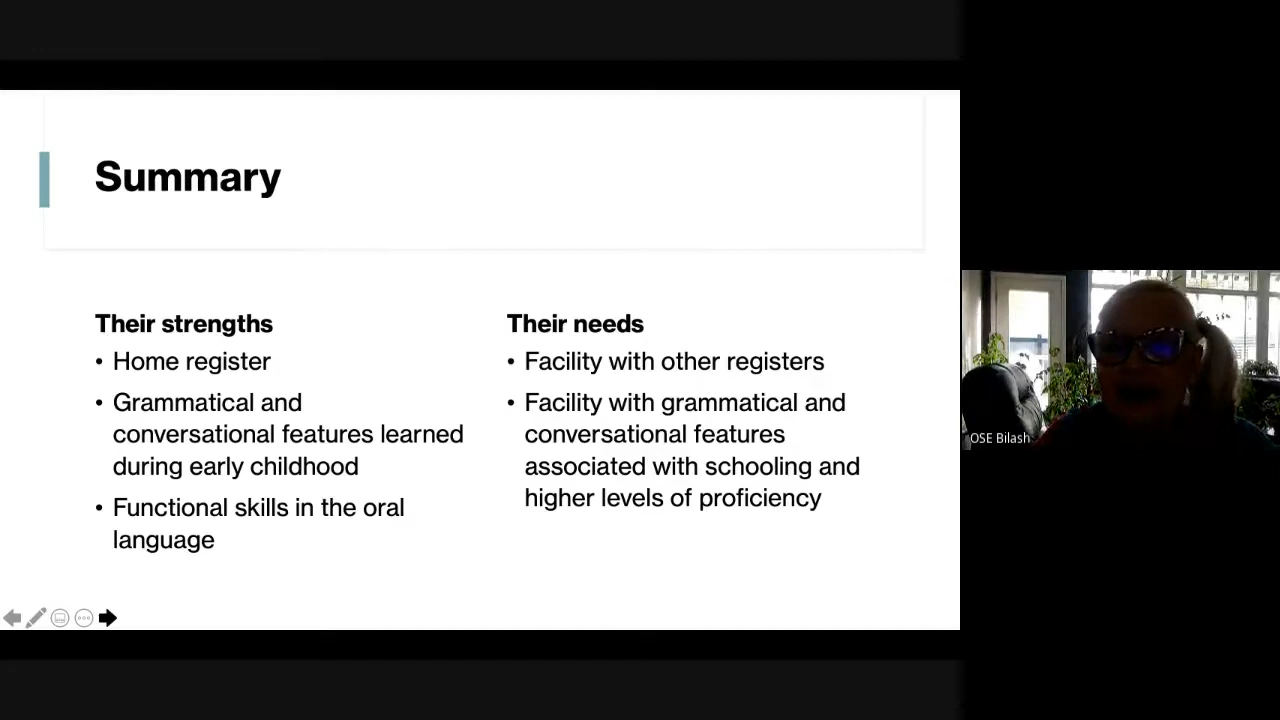 Summary
Their strengths
• Home register
• Grammatical and
conversational features learned
during early childhood
• Functional skills in the oral
language
Their needs
• Facility with other registers
• Facility with grammatical and
conversational features
associated with schooling and
higher levels of proficiency
OSE Bilash